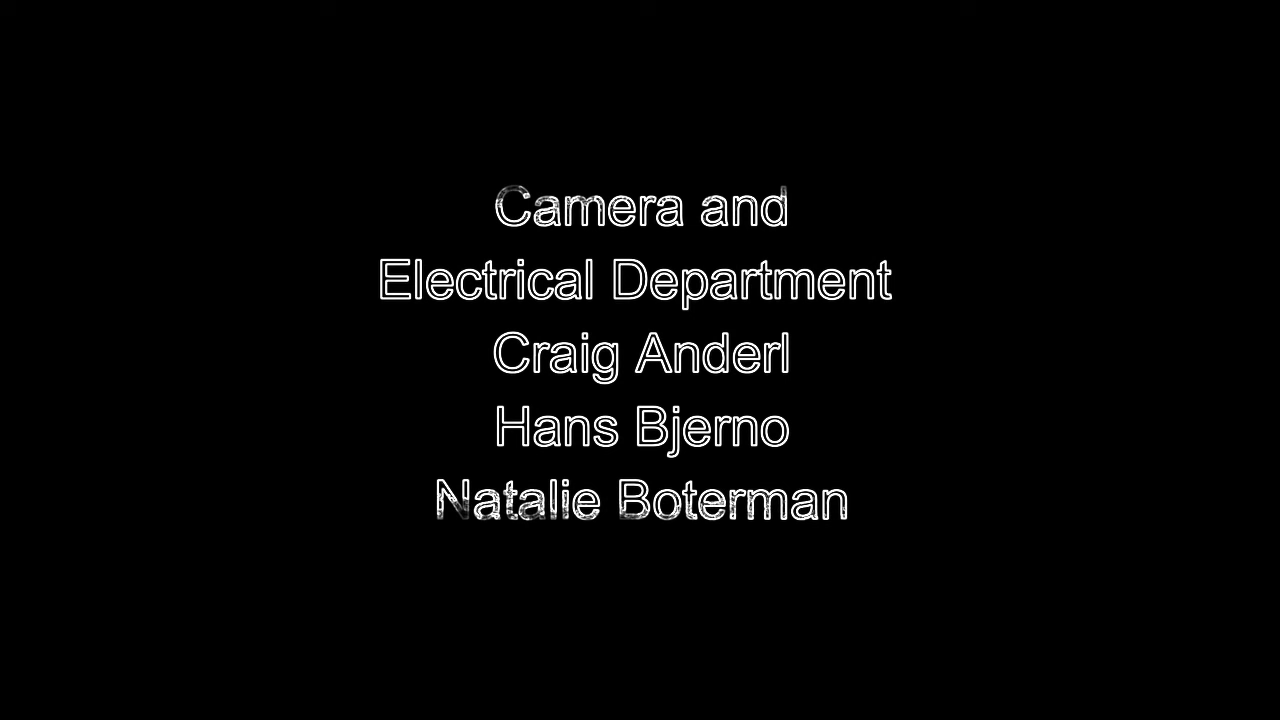 Camera and
Electrical Department
Craig Anderl
Hans Bjerno
Natalie Boterman